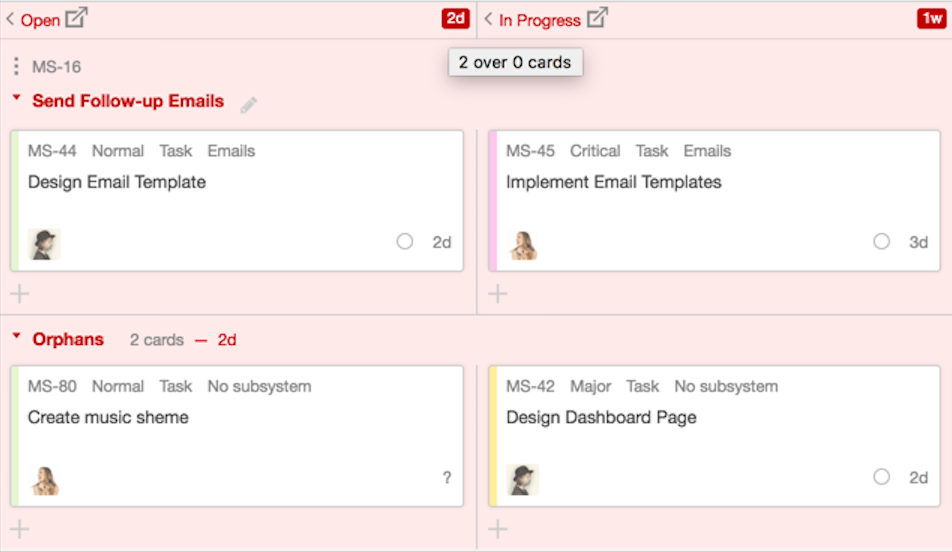 Open 2d In Progress 1w
2 over 0 cards
MS-16
Send Follow-up Emails
MS-44 Normal Task Emails
Design Email Template
2d
MS-45 Critical Task Emails
Implement Email Templates
3d
Orphans 2 cards — 2d
MS-80 Normal Task No subsystem
Create music sheme
?
MS-42 Major Task No subsystem
Design Dashboard Page
2d